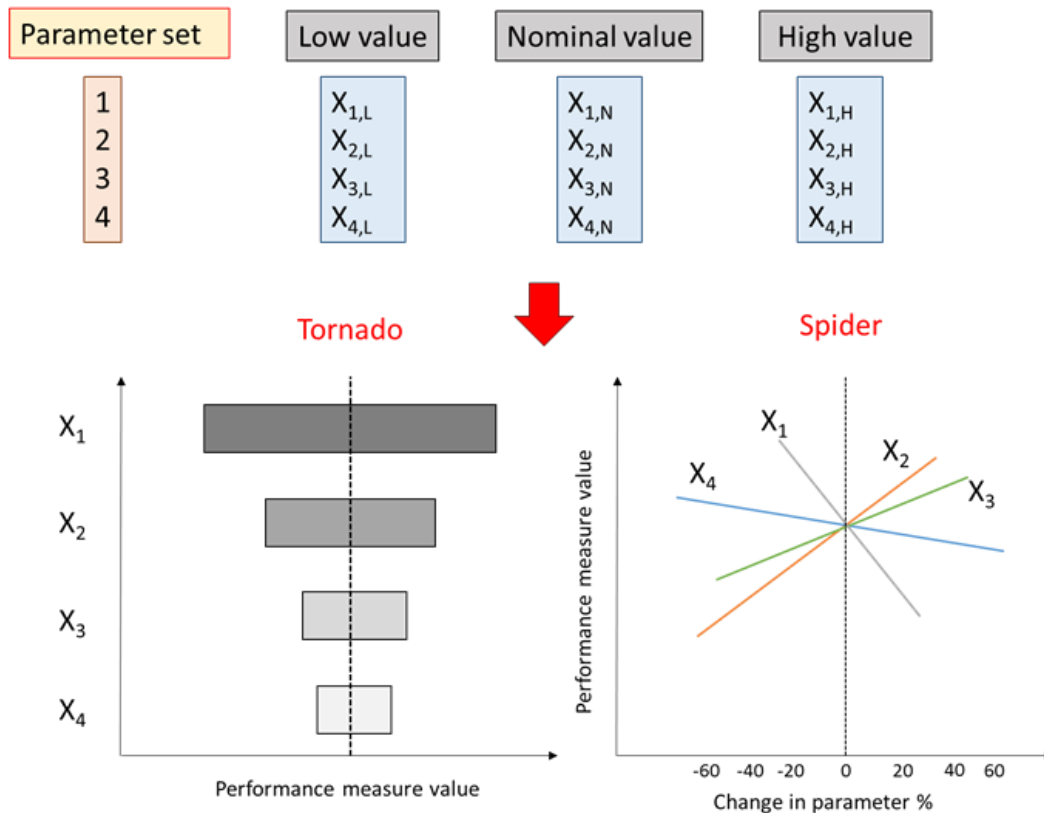 Parameter set
Low value
Nominal value
High value
1
2
3
4
X1,L
X2,L
X3,L
X4,L
X1,N
X2,N
X3,N
X4,N
X1,H
X2,H
X3,H
X4,H
Tornado
X1
X2
X3
X4
Performance measure value
Spider
Performance measure value
X1
X2
X3
X4
-60 -40 -20 0 20 40 60
Change in parameter %